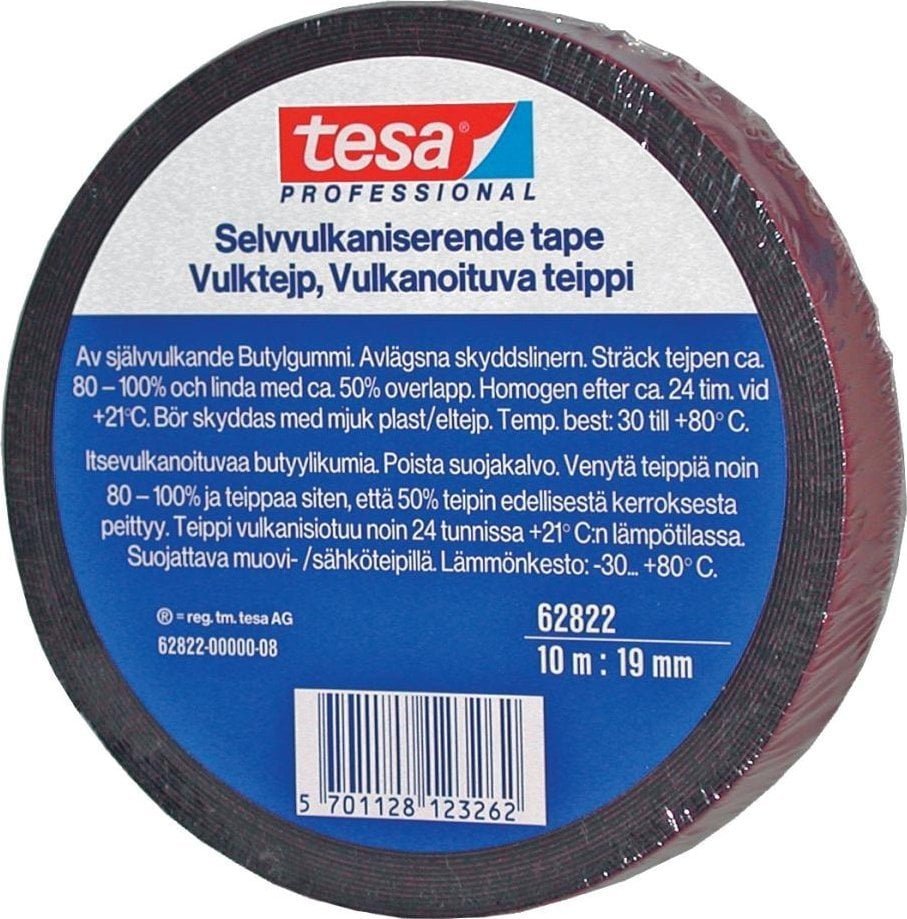 tesa®
PROFESSIONAL
Selvvulkaniserende tape
Vulktejp, Vulkanoituva teippi
Av självvulkande Butylgummi. Avlägsna skyddslinern. Sträck tejpen ca.
80 – 100% och linda med ca. 50% overlapp. Homogen efter ca. 24 tim. vid
+21°C. Bör skyddas med mjuk plast/eltejp. Temp. best: 30 till +80° C.
Itsevulkanoituvaa butyylikumia. Poista suojakalvo. Venytä teippiä noin
80 – 100% ja teippaa siten, että 50% teipin edellisestä kerroksesta
peittyy. Teippi vulkanisiotuu noin 24 tunnissa +21° C:n lämpötilassa.
Suojattava muovi- /sähköteipillä. Lämmönkesto: -30... +80° C.
® = reg. tm. tesa AG
62822-00000-08
62822
10 m : 19 mm
5 701128 123262